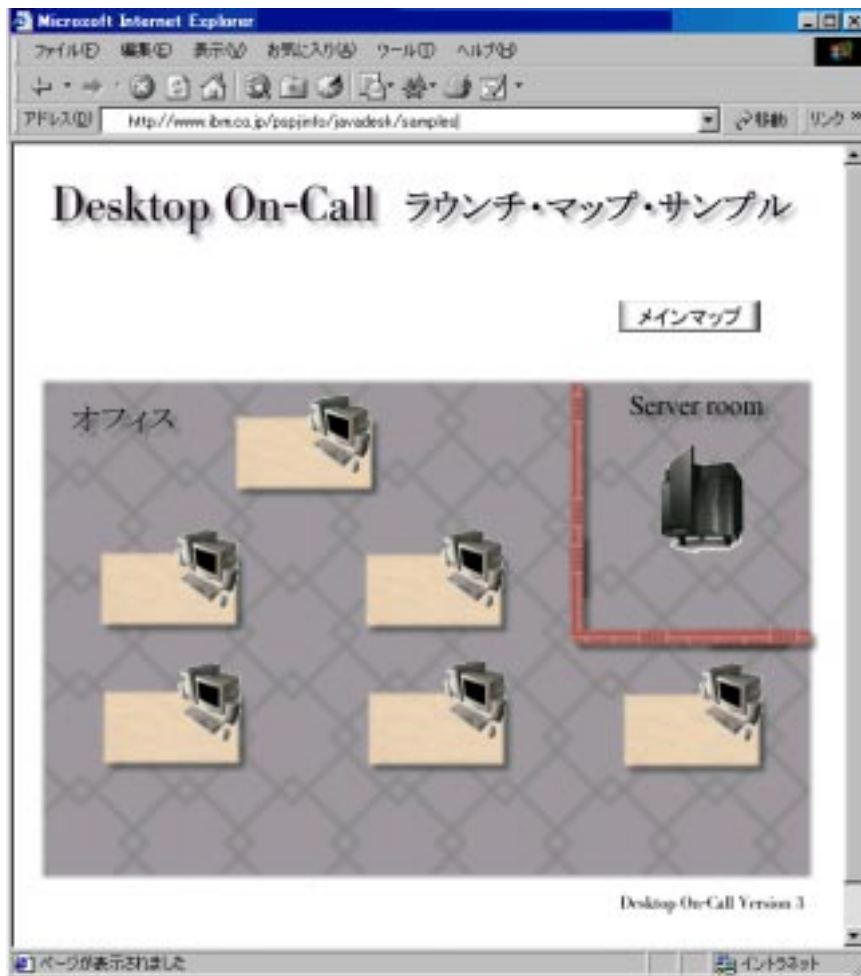 Microsoft Internet Explorer
ファイル(F) 編集(E) 表示(V) お気に入り(A) ツール(T) ヘルプ(H)
アドレス(D) http://www.ibm.co.jp/pspjinfo/javadesk/samples 移動 リンク »
Desktop On-Call ラウンチ・マップ・サンプル
メインマップ
オフィス Server room
Desktop On-Call Version 3
ページが表示されました イントラネット